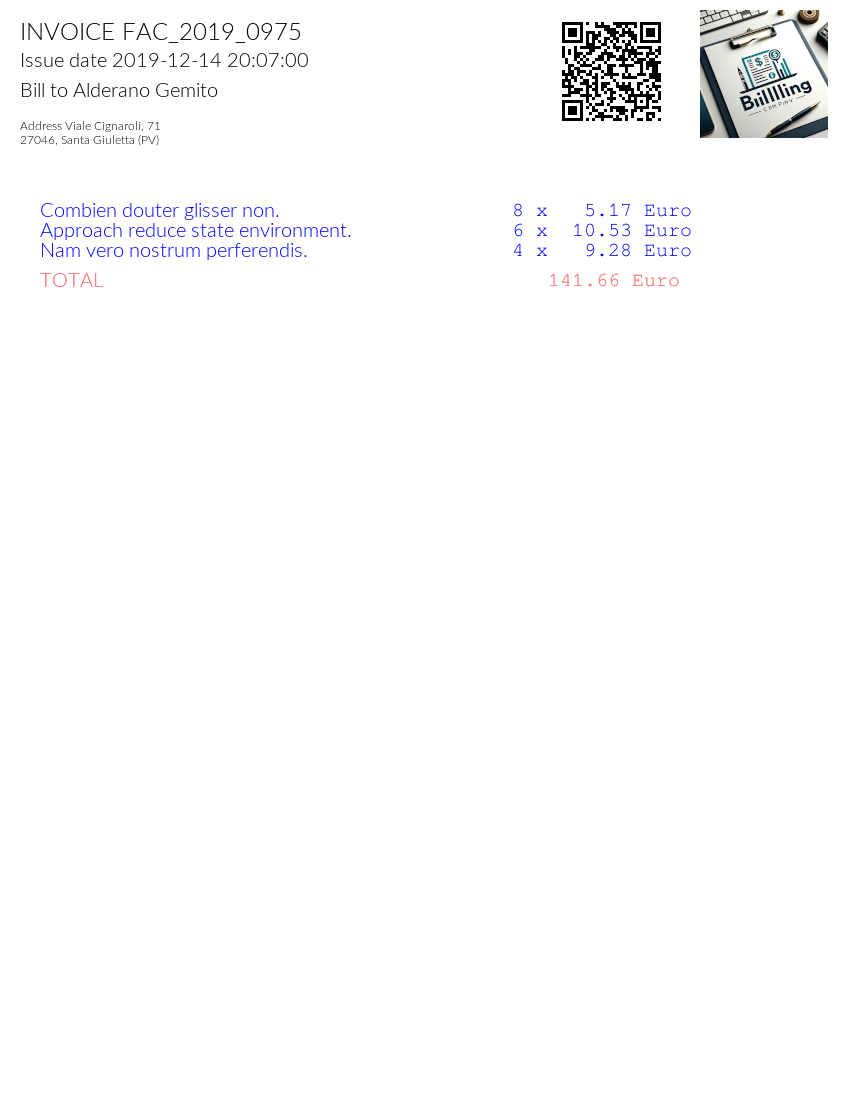 INVOICE FAC_2019_0975
Issue date 2019-12-14 20:07:00
Bill to Alderano Gemito
Address Viale Cignaroli, 71
27046, Santa Giuletta (PV)
Biillling
COMPANY
Combien douter glisser non. 8 x 5.17 Euro
Approach reduce state environment. 6 x 10.53 Euro
Nam vero nostrum perferendis. 4 x 9.28 Euro
TOTAL 141.66 Euro